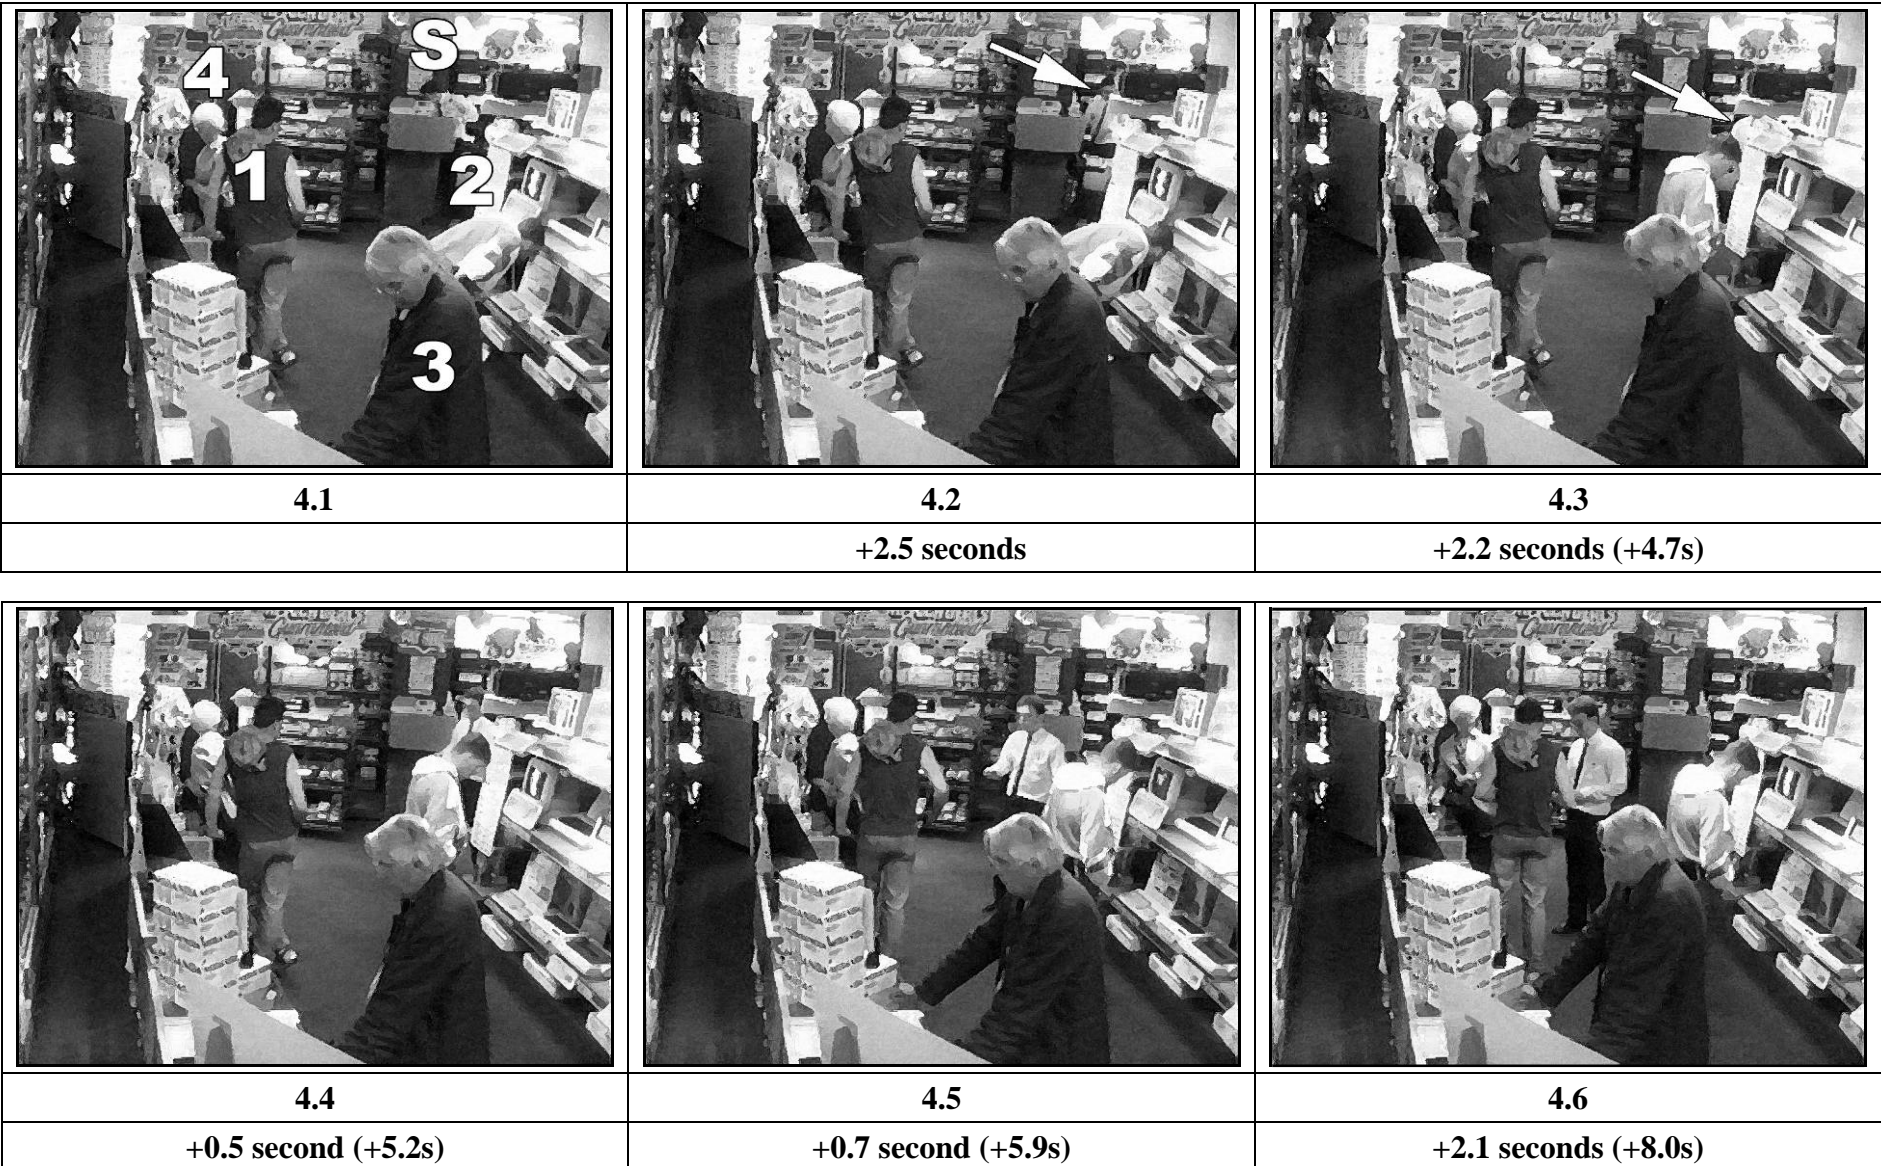 S
4
1
2
3
4.1
4.2
4.3
+2.5 seconds
+2.2 seconds (+4.7s)
4.4
4.5
4.6
+0.5 second (+5.2s)
+0.7 second (+5.9s)
+2.1 seconds (+8.0s)